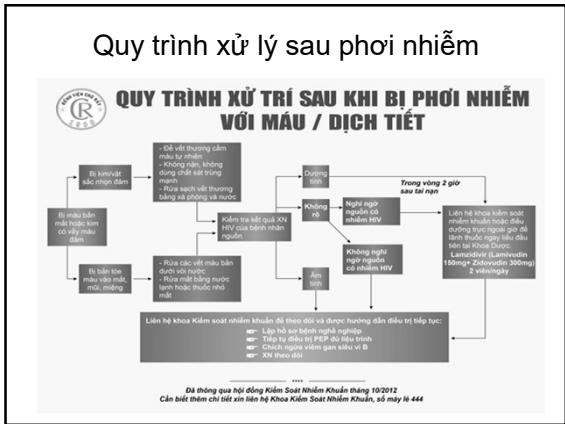 Quy trình xử lý sau phơi nhiễm
BỆNH VIỆN CHỢ RẪY
CR
1900
QUY TRÌNH XỬ TRÍ SAU KHI BỊ PHƠI NHIỄM
VỚI MÁU / DỊCH TIẾT
Bị kim/vật
sắc nhọn đâm
- Để vết thương cầm
máu tự nhiên
- Không nặn, không
dùng chất sát trùng
mạnh
- Rửa sạch vết thương
bằng xà phòng và nước
Bị máu bắn
mắt hoặc kim
có vấy máu
đâm
Bị bắn tóe
máu vào mắt,
mũi, miệng
- Rửa các vết máu bắn
dưới vòi nước
- Rửa mắt bằng nước
lạnh hoặc thuốc nhỏ
mắt
Kiểm tra kết quả XN
HIV của bệnh nhân
nguồn
Dương
tính
Không
rõ
Âm
tính
Nghi ngờ
nguồn có
nhiễm HIV
Không nghi
ngờ nguồn
có nhiễm HIV
Trong vòng 2 giờ
sau tai nạn
Liên hệ khoa kiểm soát
nhiễm khuẩn hoặc điều
dưỡng trực ngoài giờ để
lãnh thuốc ngay liều đầu
tiên tại Khoa Dược.
Lamzidivir (Lamivudin
150mg+ Zidovudin 300mg)
2 viên/ngày
Liên hệ khoa Kiểm soát nhiễm khuẩn để theo dõi và được hướng dẫn điều trị tiếp tục:
Lập hồ sơ bệnh nghề nghiệp
Tiếp tục điều trị PEP đủ liệu trình
Chích ngừa viêm gan siêu vi B
XN theo dõi
Đã thông qua hội đồng Kiểm Soát Nhiễm Khuẩn tháng 10/2012
Cần biết thêm chi tiết xin liên hệ Khoa Kiểm Soát Nhiễm Khuẩn, số máy lẻ 444